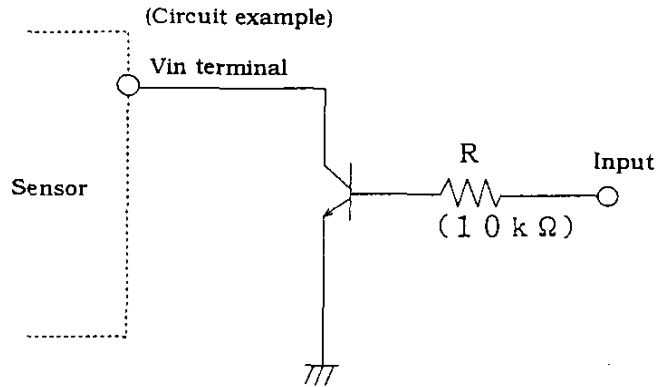 (Circuit example)
Vin terminal
R
Input
Sensor
(10kΩ)